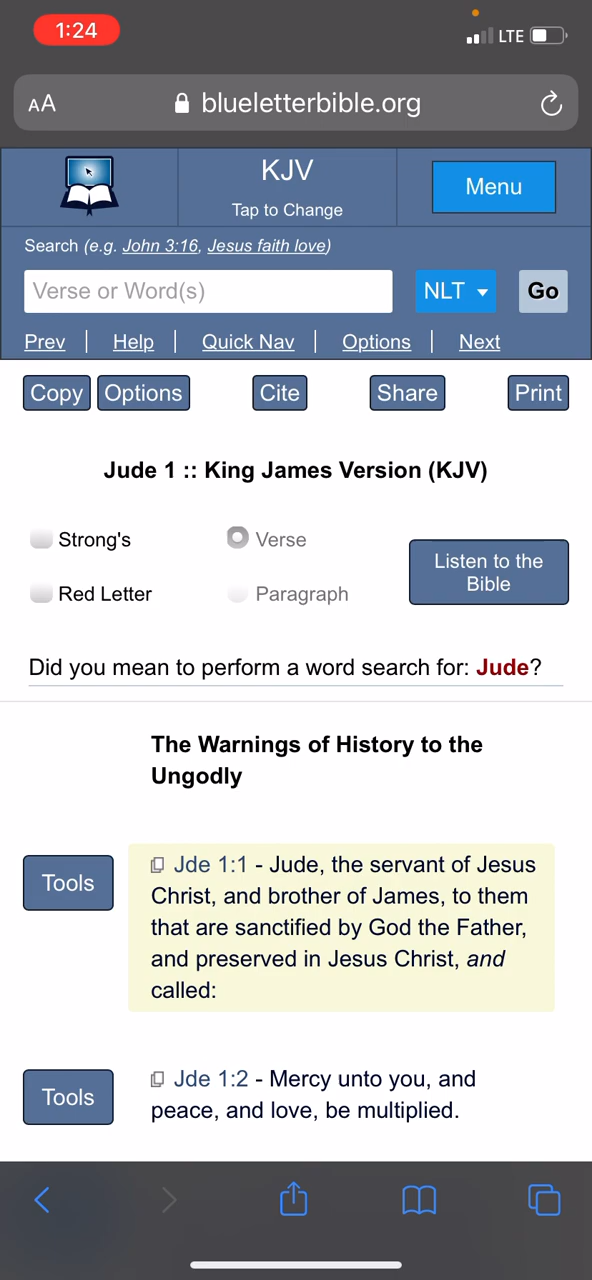 1:24
LTE
AA
blueletterbible.org
KJV
Tap to Change
Menu
Search (e.g. John 3:16, Jesus faith love)
Verse or Word(s)
NLT
Go
Prev
Help
Quick Nav
Options
Next
Copy
Options
Cite
Share
Print
Jude 1 :: King James Version (KJV)
Strong's
Verse
Listen to the
Bible
Red Letter
Paragraph
Did you mean to perform a word search for: Jude?
The Warnings of History to the
Ungodly
Tools
Jde 1:1 - Jude, the servant of Jesus
Christ, and brother of James, to them
that are sanctified by God the Father,
and preserved in Jesus Christ, and
called:
Tools
Jde 1:2 - Mercy unto you, and
peace, and love, be multiplied.